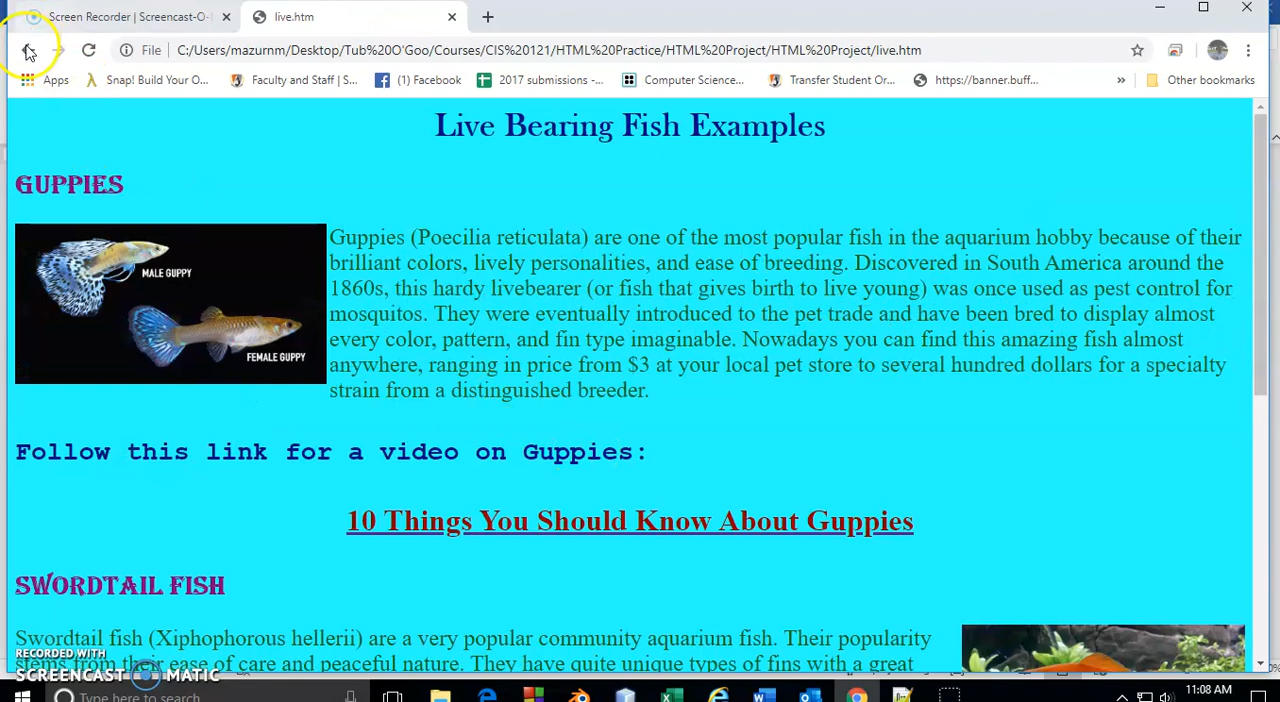 Screen Recorder | Screencast-O-
live.htm
File C:/Users/mazurnm/Desktop/Tub%20O'Goo/Courses/CIS%20121/HTML%20Practice/HTML%20Project/HTML%20Project/live.htm
Apps Snap! Build Your O... Faculty and Staff | S... (1) Facebook 2017 submissions -... Computer Science... Transfer Student Or... https://banner.buff... » Other bookmarks
Live Bearing Fish Examples
GUPPIES
MALE GUPPY
FEMALE GUPPY
Guppies (Poecilia reticulata) are one of the most popular fish in the aquarium hobby because of their
brilliant colors, lively personalities, and ease of breeding. Discovered in South America around the
1860s, this hardy livebearer (or fish that gives birth to live young) was once used as pest control for
mosquitos. They were eventually introduced to the pet trade and have been bred to display almost
every color, pattern, and fin type imaginable. Nowadays you can find this amazing fish almost
anywhere, ranging in price from $3 at your local pet store to several hundred dollars for a specialty
strain from a distinguished breeder.
Follow this link for a video on Guppies:
10 Things You Should Know About Guppies
SWORDTAIL FISH
Swordtail fish (Xiphophorous hellerii) are a very popular community aquarium fish. Their popularity
stems from their ease of care and peaceful nature. They have quite unique types of fins with a great
RECORDED WITH
SCREENCAST MATIC
Type here to search
11:08 AM